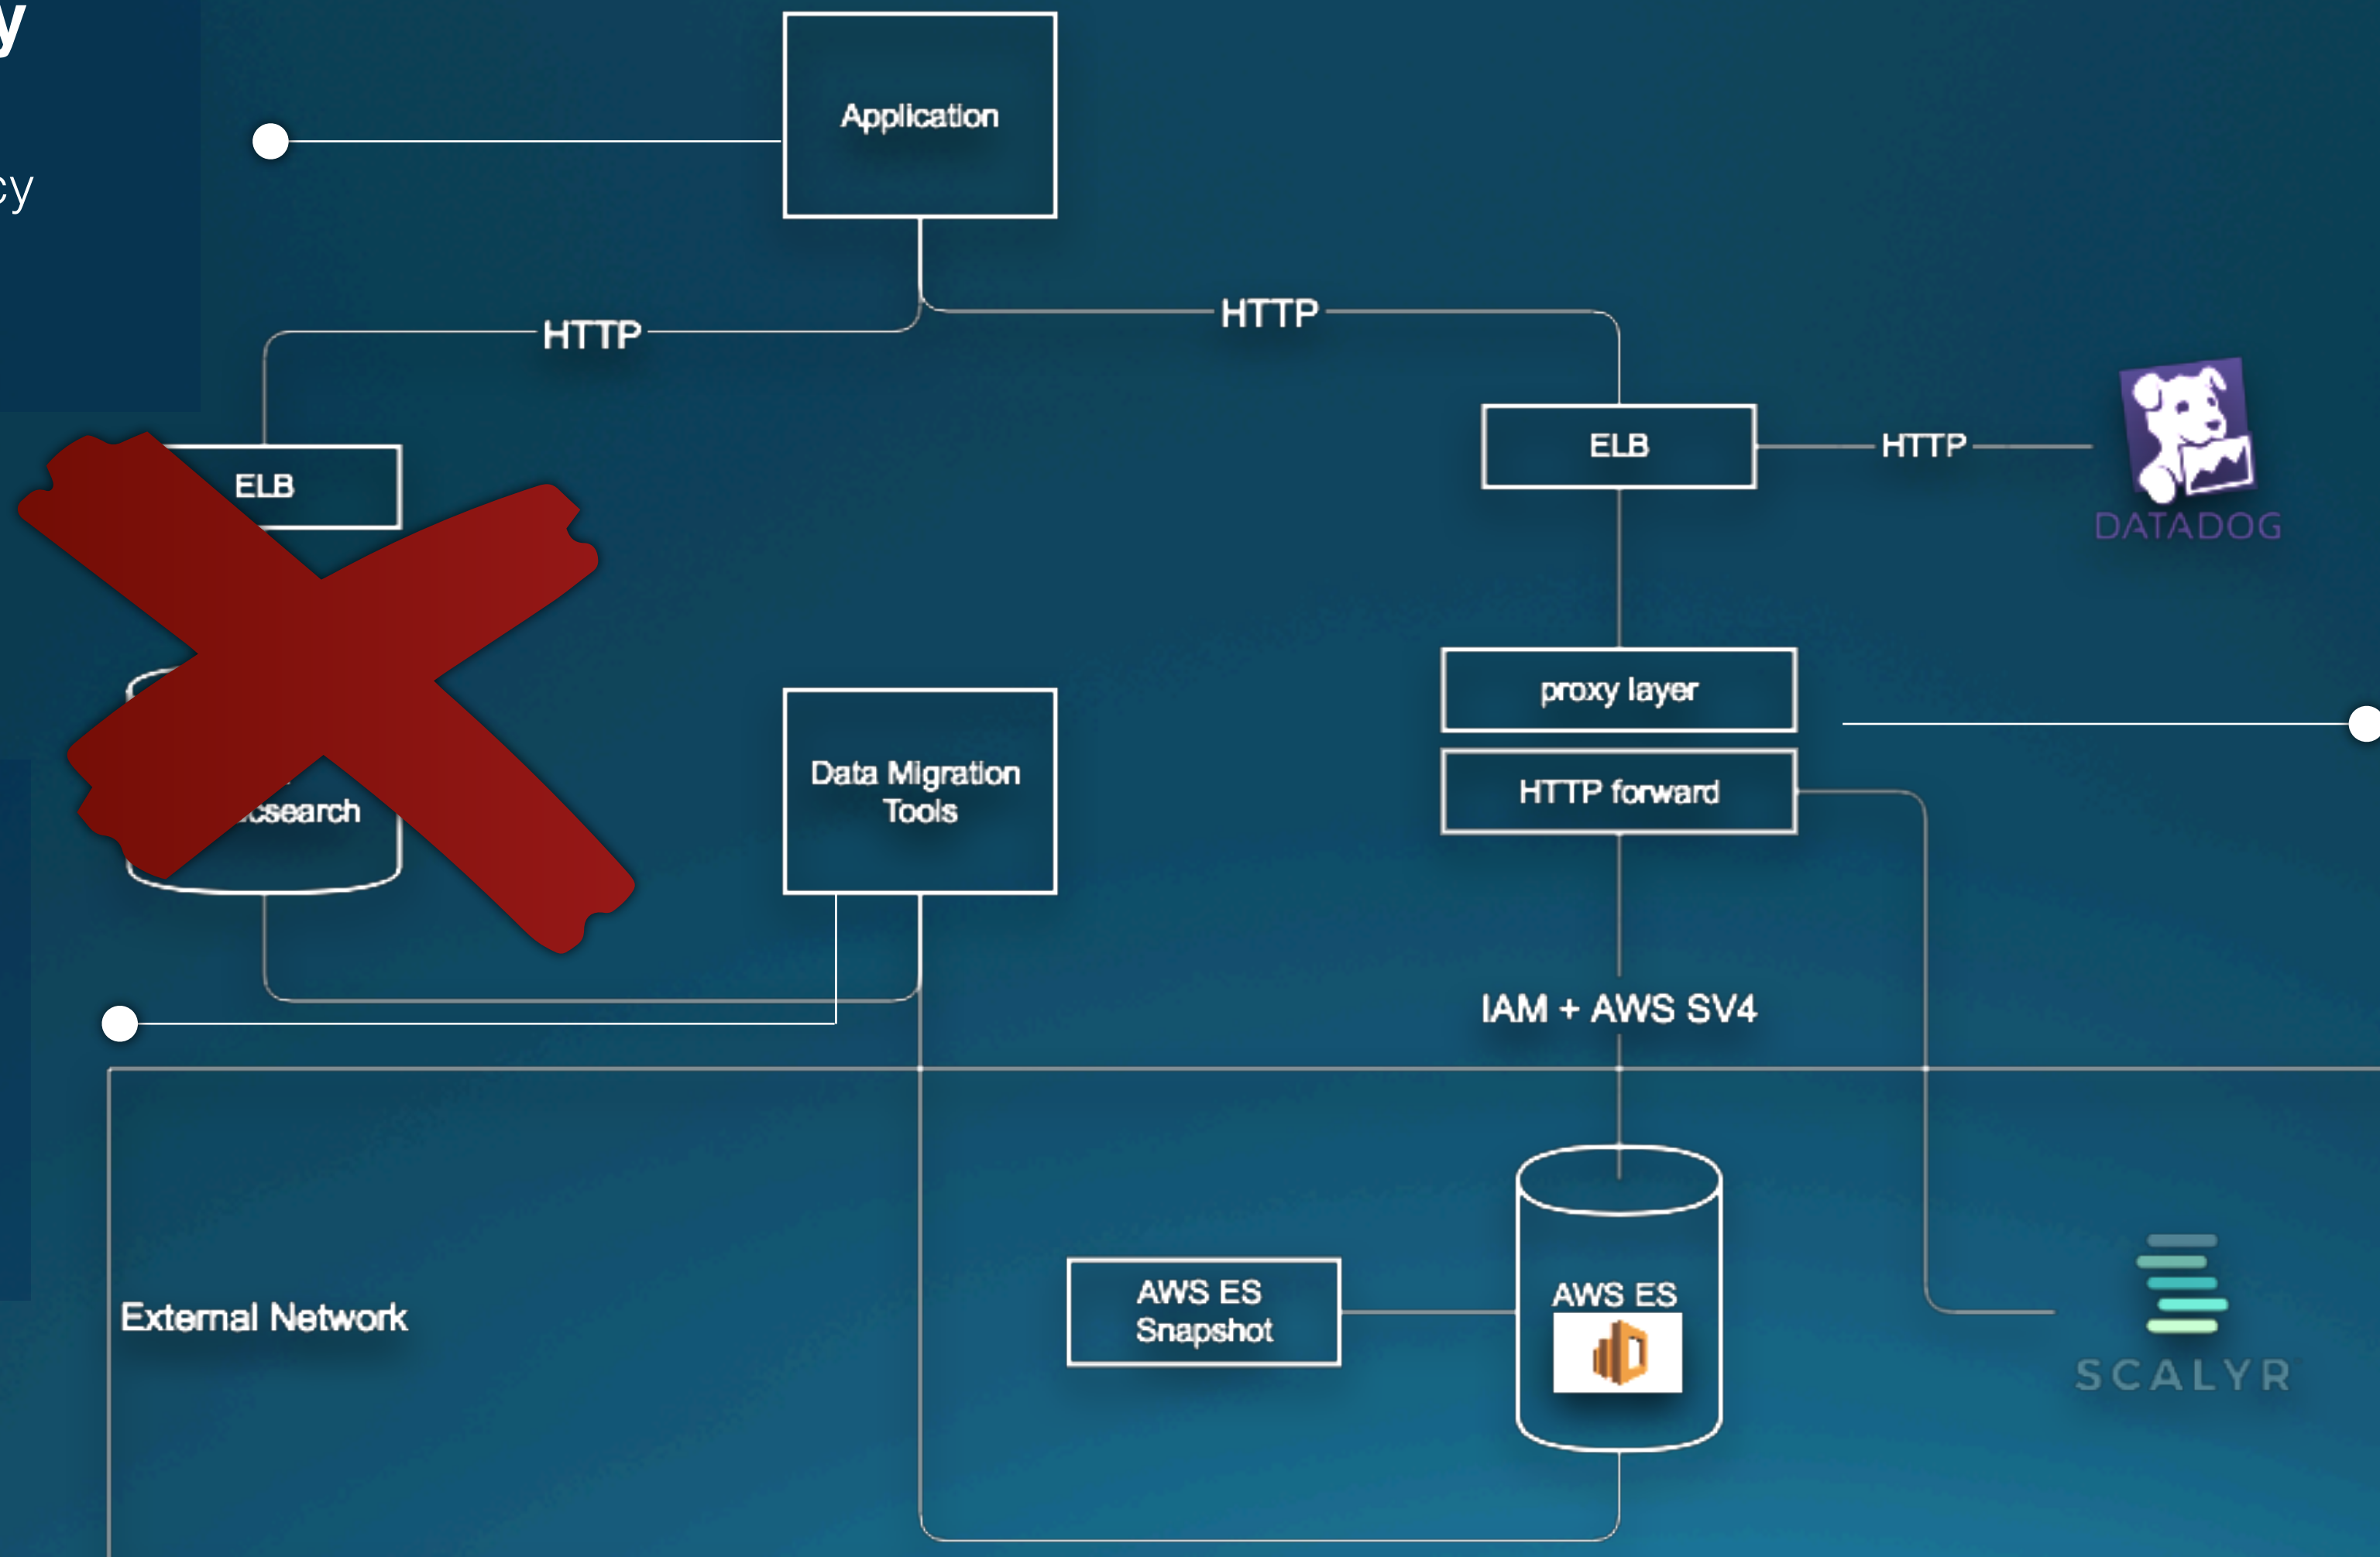 Application
HTTP
HTTP
ELB
ELB
HTTP
DATADOG
proxy layer
Data Migration
Tools
HTTP forward
IAM + AWS SV4
External Network
AWS ES
Snapshot
AWS ES
SCALYR